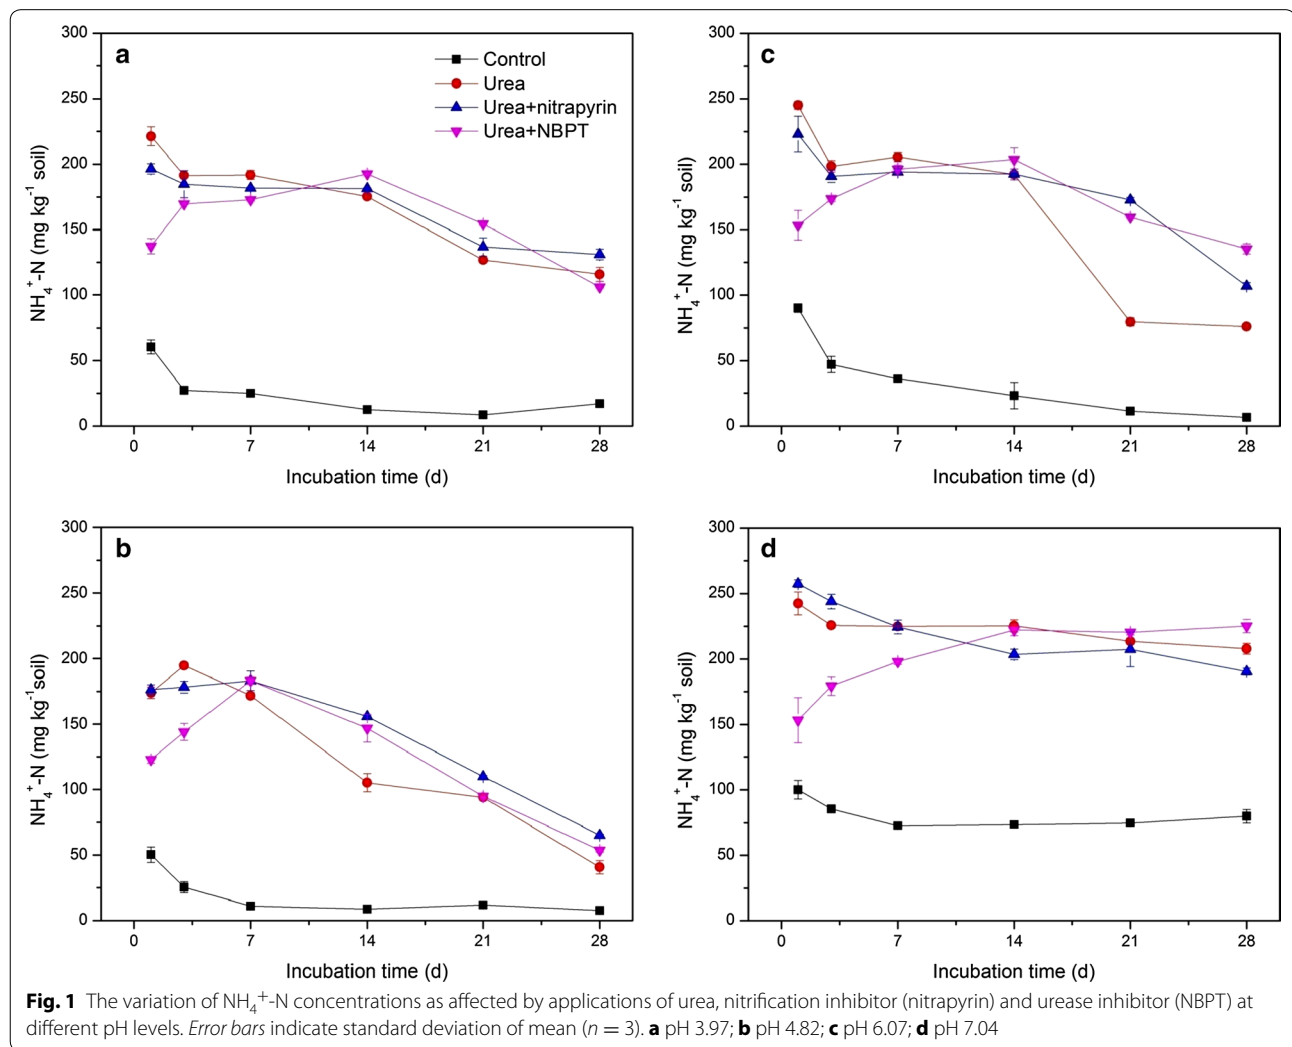 a
Control
Urea
Urea+nitrapyrin
Urea+NBPT
300
250
200
150
100
50
0
NH4+-N (mg kg-1 soil)
0 7 14 21 28
Incubation time (d)
c
300
250
200
150
100
50
0
NH4+-N (mg kg-1 soil)
0 7 14 21 28
Incubation time (d)
b
300
250
200
150
100
50
0
NH4+-N (mg kg-1soil)
0 7 14 21 28
Incubation time (d)
d
300
250
200
150
100
50
0
NH4+-N (mg kg-1 soil)
0 7 14 21 28
Incubation time (d)
Fig. 1 The variation of NH4+-N concentrations as affected by applications of urea, nitrification inhibitor (nitrapyrin) and urease inhibitor (NBPT) at
different pH levels. Error bars indicate standard deviation of mean (n = 3). a pH 3.97; b pH 4.82; c pH 6.07; d pH 7.04